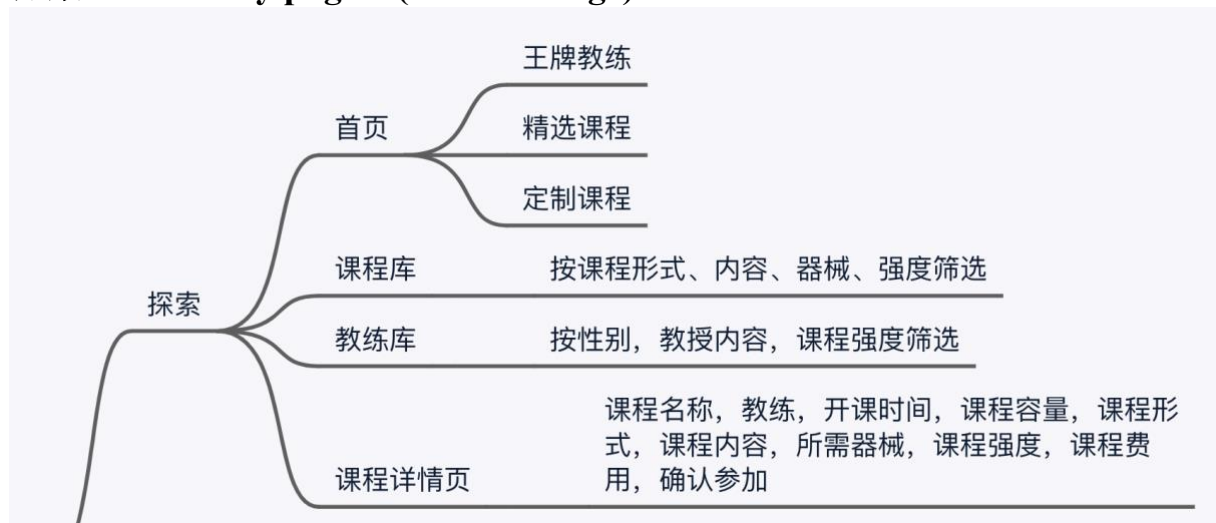 王牌教练
首页
精选课程
定制课程
课程库
按课程形式、内容、器械、强度筛选
探索
教练库
按性别，教授内容，课程强度筛选
课程名称，教练，开课时间，课程容量，课程形
式，课程内容，所需器械，课程强度，课程费
用，确认参加
课程详情页